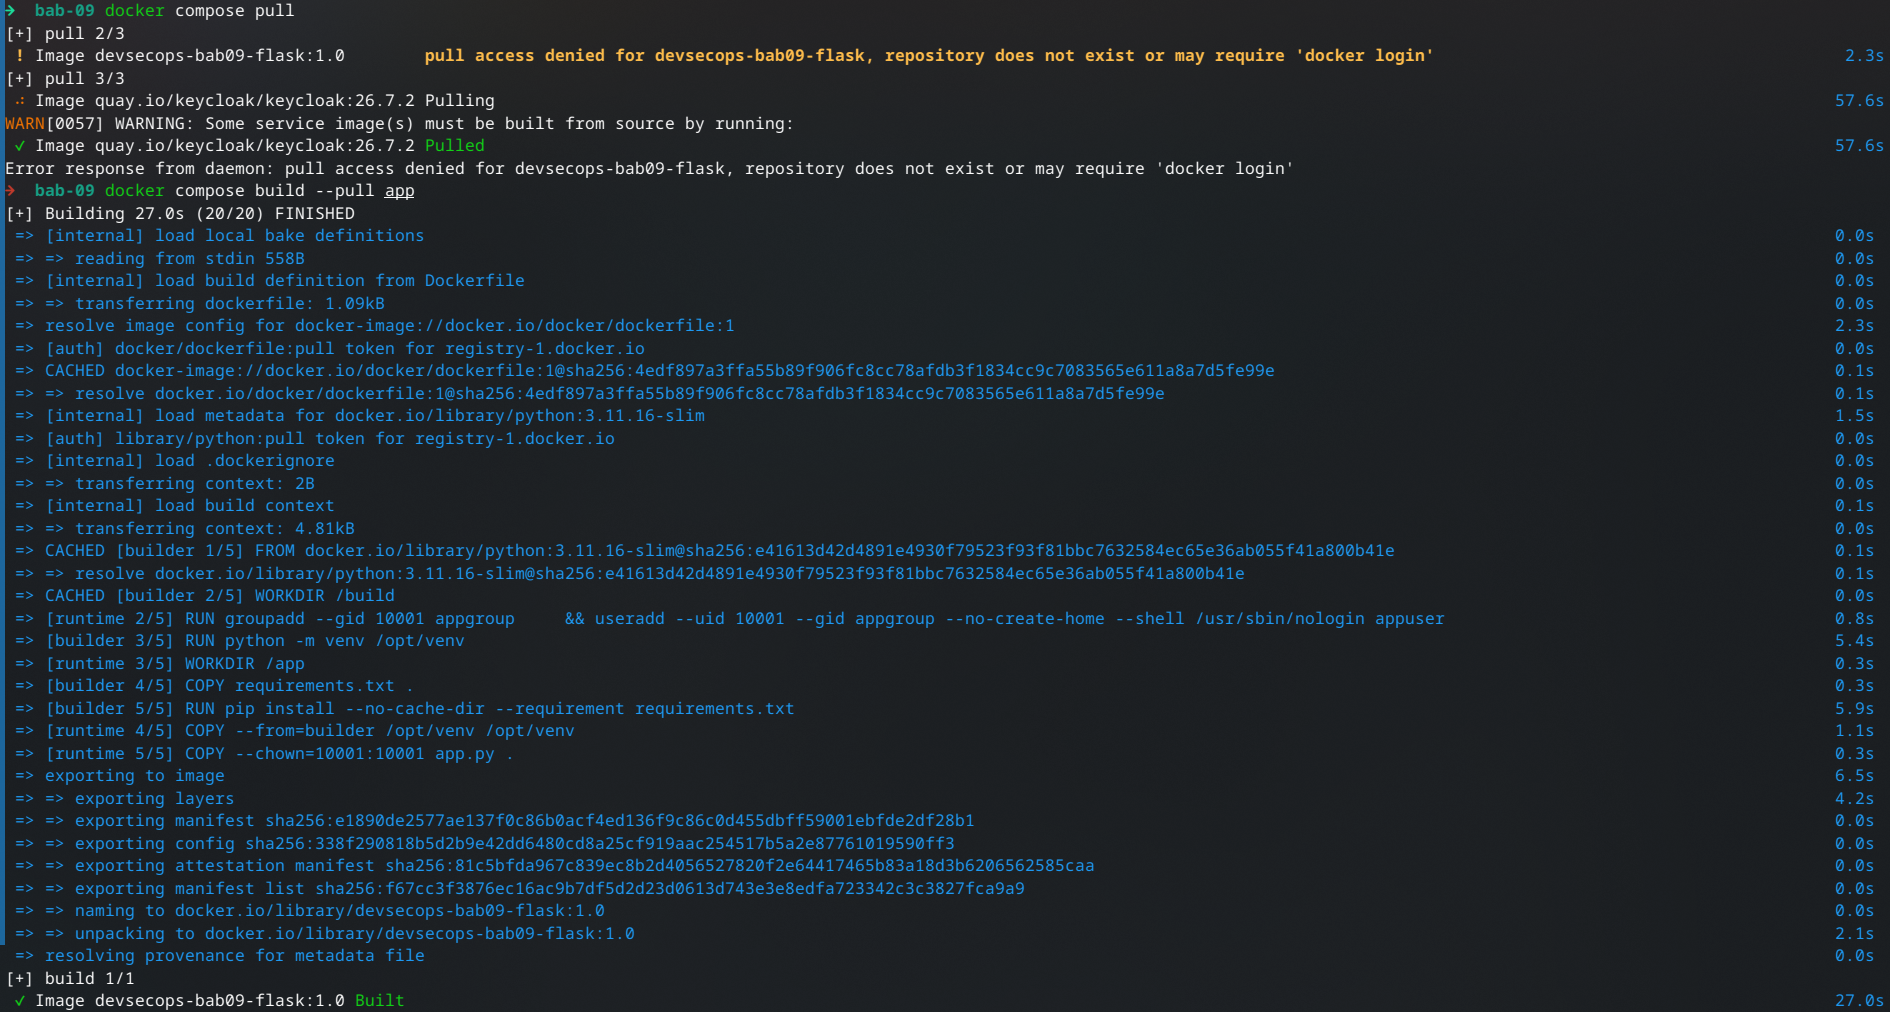 →  bab-09 docker compose pull
[+] pull 2/3
 ! Image devsecops-bab09-flask:1.0        pull access denied for devsecops-bab09-flask, repository does not exist or may require 'docker login' 2.3s
[+] pull 3/3
 ⠴ Image quay.io/keycloak/keycloak:26.7.2 Pulling 57.6s
WARN[0057] WARNING: Some service image(s) must be built from source by running:
 ✓ Image quay.io/keycloak/keycloak:26.7.2 Pulled 57.6s
Error response from daemon: pull access denied for devsecops-bab09-flask, repository does not exist or may require 'docker login'
→  bab-09 docker compose build --pull app
[+] Building 27.0s (20/20) FINISHED
 => [internal] load local bake definitions 0.0s
 => => reading from stdin 558B 0.0s
 => [internal] load build definition from Dockerfile 0.0s
 => => transferring dockerfile: 1.09kB 0.0s
 => resolve image config for docker-image://docker.io/docker/dockerfile:1 2.3s
 => [auth] docker/dockerfile:pull token for registry-1.docker.io 0.0s
 => CACHED docker-image://docker.io/docker/dockerfile:1@sha256:4edf897a3ffa55b89f906fc8cc78afdb3f1834cc9c7083565e611a8a7d5fe99e 0.1s
 => => resolve docker.io/docker/dockerfile:1@sha256:4edf897a3ffa55b89f906fc8cc78afdb3f1834cc9c7083565e611a8a7d5fe99e 0.1s
 => [internal] load metadata for docker.io/library/python:3.11.16-slim 1.5s
 => [auth] library/python:pull token for registry-1.docker.io 0.0s
 => [internal] load .dockerignore 0.0s
 => => transferring context: 2B 0.0s
 => [internal] load build context 0.1s
 => => transferring context: 4.81kB 0.0s
 => CACHED [builder 1/5] FROM docker.io/library/python:3.11.16-slim@sha256:e41613d42d4891e4930f79523f93f81bbc7632584ec65e36ab055f41a800b41e 0.1s
 => => resolve docker.io/library/python:3.11.16-slim@sha256:e41613d42d4891e4930f79523f93f81bbc7632584ec65e36ab055f41a800b41e 0.1s
 => CACHED [builder 2/5] WORKDIR /build 0.0s
 => [runtime 2/5] RUN groupadd --gid 10001 appgroup     && useradd --uid 10001 --gid appgroup --no-create-home --shell /usr/sbin/nologin appuser 0.8s
 => [builder 3/5] RUN python -m venv /opt/venv 5.4s
 => [runtime 3/5] WORKDIR /app 0.3s
 => [builder 4/5] COPY requirements.txt . 0.3s
 => [builder 5/5] RUN pip install --no-cache-dir --requirement requirements.txt 5.9s
 => [runtime 4/5] COPY --from=builder /opt/venv /opt/venv 1.1s
 => [runtime 5/5] COPY --chown=10001:10001 app.py . 0.3s
 => exporting to image 6.5s
 => => exporting layers 4.2s
 => => exporting manifest sha256:e1890de2577ae137f0c86b0acf4ed136f9c86c0d455dbff59001ebfde2df28b1 0.0s
 => => exporting config sha256:338f290818b5d2b9e42dd6480cd8a25cf919aac254517b5a2e87761019590ff3 0.0s
 => => exporting attestation manifest sha256:81c5bfda967c839ec8b2d4056527820f2e64417465b83a18d3b6206562585caa 0.0s
 => => exporting manifest list sha256:f67cc3f3876ec16ac9b7df5d2d23d0613d743e3e8edfa723342c3c3827fca9a9 0.0s
 => => naming to docker.io/library/devsecops-bab09-flask:1.0 0.0s
 => => unpacking to docker.io/library/devsecops-bab09-flask:1.0 2.1s
 => resolving provenance for metadata file 0.0s
[+] build 1/1
 ✓ Image devsecops-bab09-flask:1.0 Built 27.0s